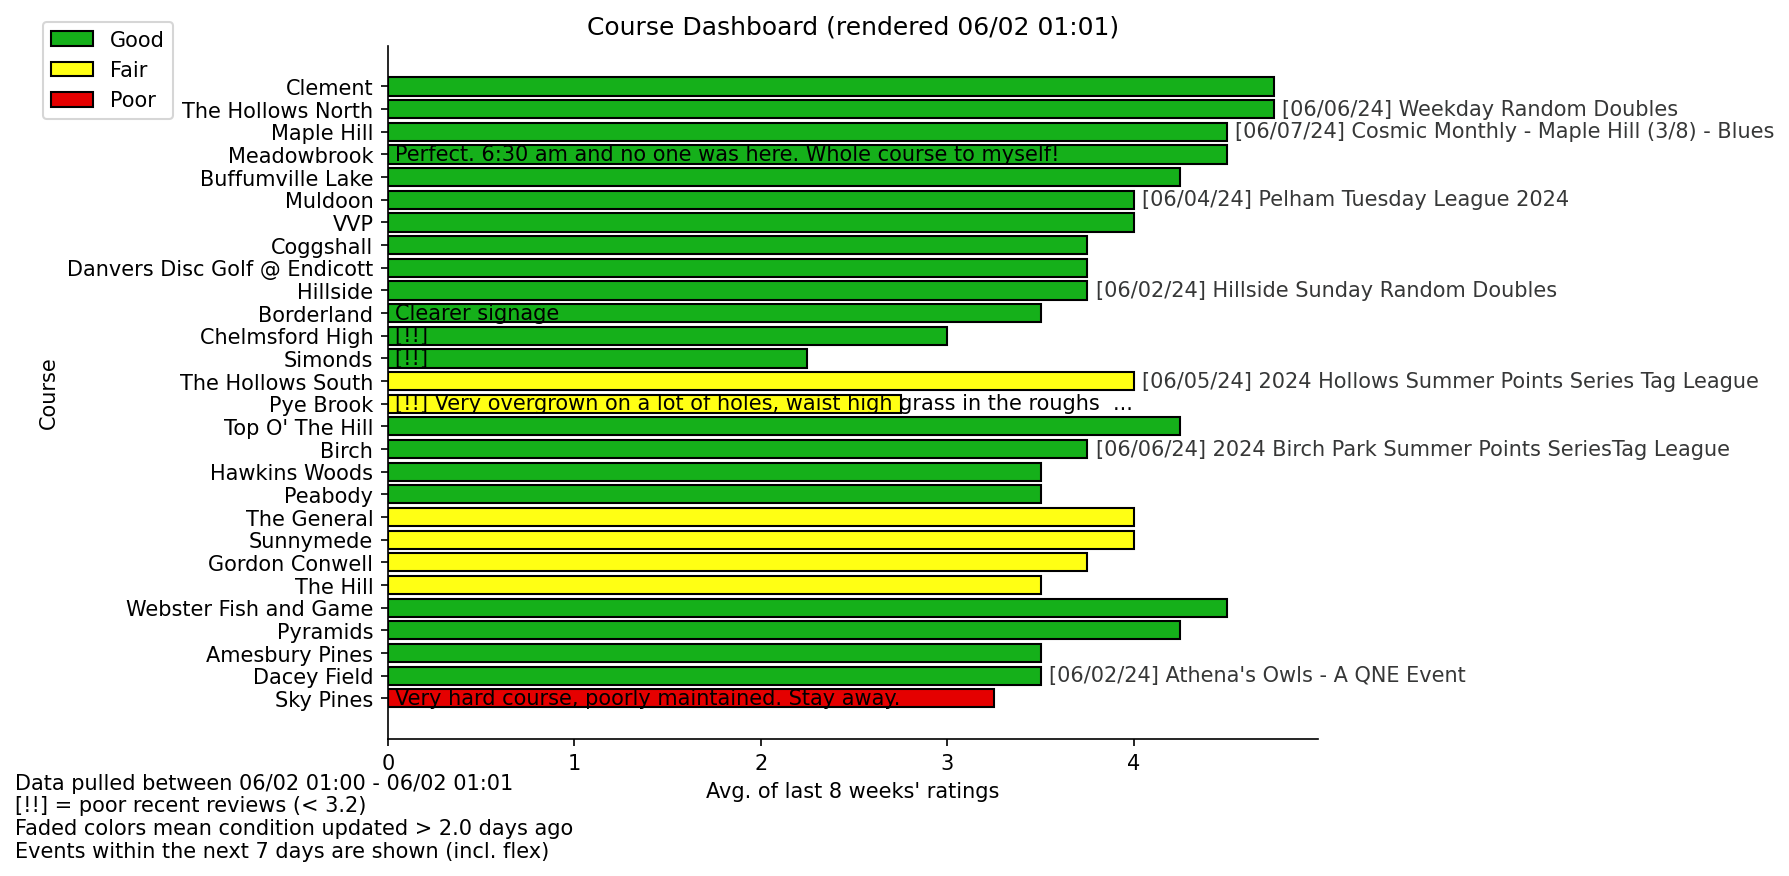 Course Dashboard (rendered 06/02 01:01)
Good
Fair
Poor
Course
Clement
The Hollows North [06/06/24] Weekday Random Doubles
Maple Hill [06/07/24] Cosmic Monthly - Maple Hill (3/8) - Blues
Meadowbrook Perfect. 6:30 am and no one was here. Whole course to myself!
Buffumville Lake
Muldoon [06/04/24] Pelham Tuesday League 2024
VVP
Coggshall
Danvers Disc Golf @ Endicott
Hillside [06/02/24] Hillside Sunday Random Doubles
Borderland Clearer signage
Chelmsford High [!!]
Simonds [!!]
The Hollows South [06/05/24] 2024 Hollows Summer Points Series Tag League
Pye Brook [!!] Very overgrown on a lot of holes, waist high grass in the roughs ...
Top O' The Hill
Birch [06/06/24] 2024 Birch Park Summer Points SeriesTag League
Hawkins Woods
Peabody
The General
Sunnymede
Gordon Conwell
The Hill
Webster Fish and Game
Pyramids
Amesbury Pines
Dacey Field [06/02/24] Athena's Owls - A QNE Event
Sky Pines Very hard course, poorly maintained. Stay away.
0 1 2 3 4
Avg. of last 8 weeks' ratings
Data pulled between 06/02 01:00 - 06/02 01:01
[!!] = poor recent reviews (< 3.2)
Faded colors mean condition updated > 2.0 days ago
Events within the next 7 days are shown (incl. flex)